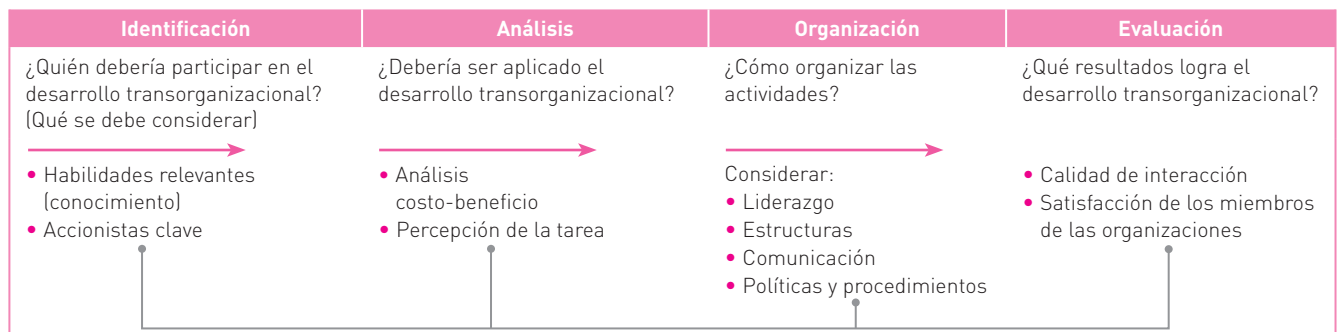 Identificación
¿Quién debería participar en el
desarrollo transorganizacional?
(Qué se debe considerar)
• Habilidades relevantes
(conocimiento)
• Accionistas clave
Análisis
¿Debería ser aplicado el
desarrollo transorganizacional?
• Análisis
costo-beneficio
• Percepción de la tarea
Organización
¿Cómo organizar las
actividades?
Considerar:
• Liderazgo
• Estructuras
• Comunicación
• Políticas y procedimientos
Evaluación
¿Qué resultados logra el
desarrollo transorganizacional?
• Calidad de interacción
• Satisfacción de los miembros
de las organizaciones